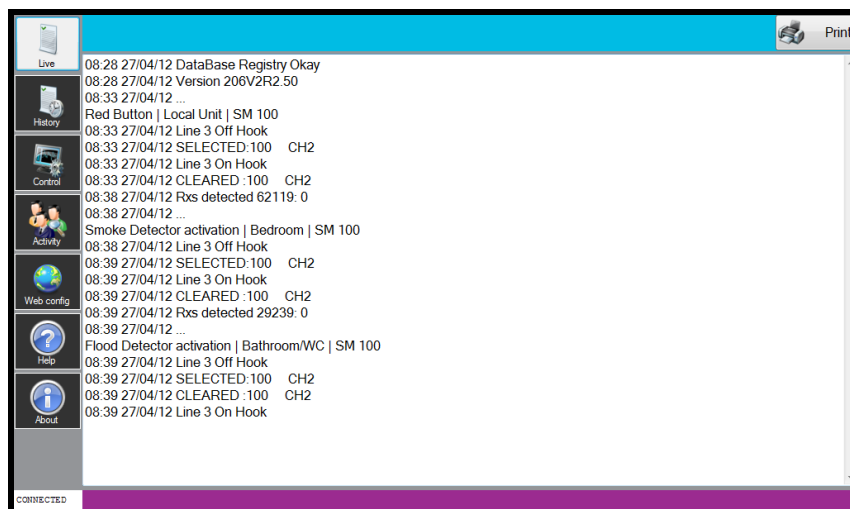 Live
History
Control
Activity
Web config
Help
About
CONNECTED
Print
08:28 27/04/12 DataBase Registry Okay
08:28 27/04/12 Version 206V2R2.50
08:33 27/04/12 ...
Red Button | Local Unit | SM 100
08:33 27/04/12 Line 3 Off Hook
08:33 27/04/12 SELECTED:100 CH2
08:33 27/04/12 Line 3 On Hook
08:33 27/04/12 CLEARED :100 CH2
08:38 27/04/12 Rxs detected 62119: 0
08:38 27/04/12 ...
Smoke Detector activation | Bedroom | SM 100
08:38 27/04/12 Line 3 Off Hook
08:39 27/04/12 SELECTED:100 CH2
08:39 27/04/12 Line 3 On Hook
08:39 27/04/12 CLEARED :100 CH2
08:39 27/04/12 Rxs detected 29239: 0
08:39 27/04/12 ...
Flood Detector activation | Bathroom/WC | SM 100
08:39 27/04/12 Line 3 Off Hook
08:39 27/04/12 SELECTED:100 CH2
08:39 27/04/12 CLEARED :100 CH2
08:39 27/04/12 Line 3 On Hook